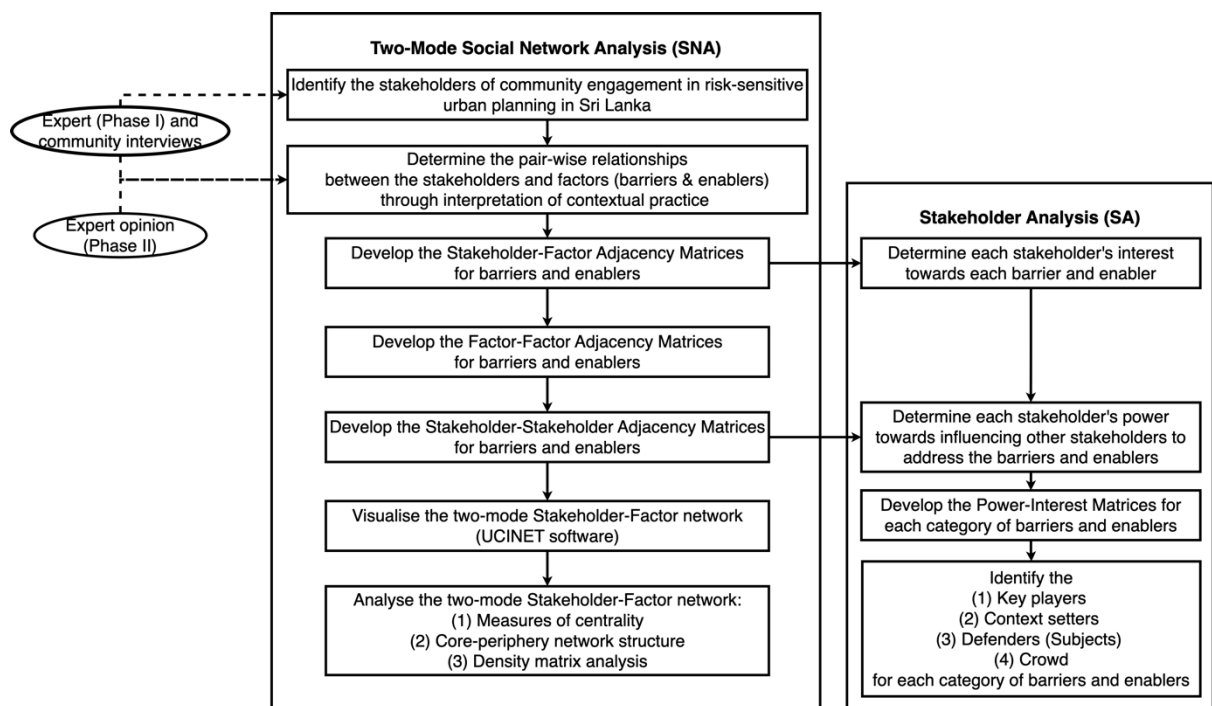 Two-Mode Social Network Analysis (SNA)
Identify the stakeholders of community engagement in risk-sensitive
urban planning in Sri Lanka
Expert (Phase I) and
community interviews
Determine the pair-wise relationships
between the stakeholders and factors (barriers & enablers)
through interpretation of contextual practice
Expert opinion
(Phase II)
Develop the Stakeholder-Factor Adjacency Matrices
for barriers and enablers
Develop the Factor-Factor Adjacency Matrices
for barriers and enablers
Develop the Stakeholder-Stakeholder Adjacency Matrices
for barriers and enablers
Visualise the two-mode Stakeholder-Factor network
(UCINET software)
Analyse the two-mode Stakeholder-Factor network:
(1) Measures of centrality
(2) Core-periphery network structure
(3) Density matrix analysis
Stakeholder Analysis (SA)
Determine each stakeholder's interest
towards each barrier and enabler
Determine each stakeholder's power
towards influencing other stakeholders to
address the barriers and enablers
Develop the Power-Interest Matrices for
each category of barriers and enablers
Identify the
(1) Key players
(2) Context setters
(3) Defenders (Subjects)
(4) Crowd
for each category of barriers and enablers